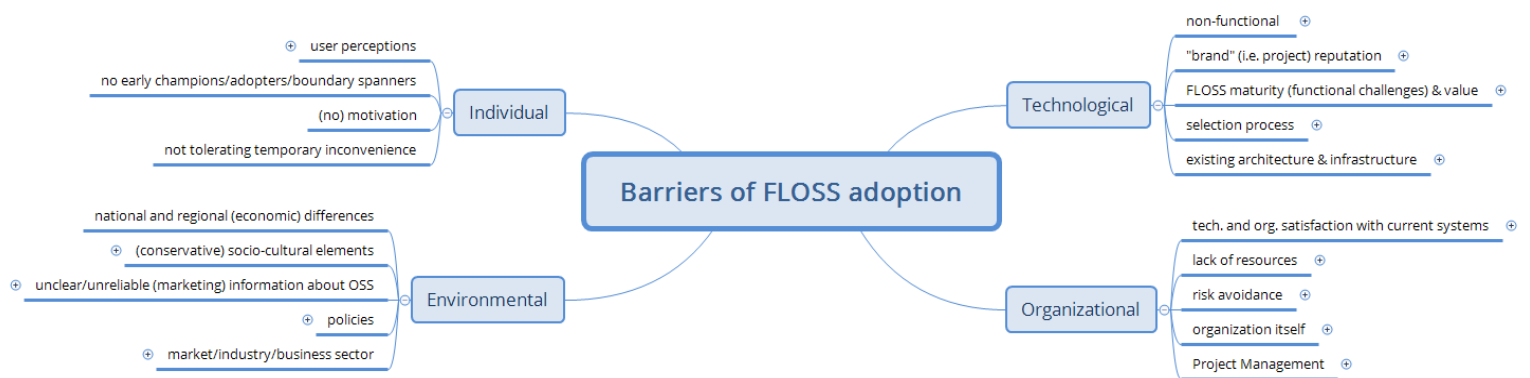 Barriers of FLOSS adoption
Individual
user perceptions
no early champions/adopters/boundary spanners
(no) motivation
not tolerating temporary inconvenience
Environmental
national and regional (economic) differences
(conservative) socio-cultural elements
unclear/unreliable (marketing) information about OSS
policies
market/industry/business sector
Technological
non-functional
"brand" (i.e. project) reputation
FLOSS maturity (functional challenges) & value
selection process
existing architecture & infrastructure
Organizational
tech. and org. satisfaction with current systems
lack of resources
risk avoidance
organization itself
Project Management